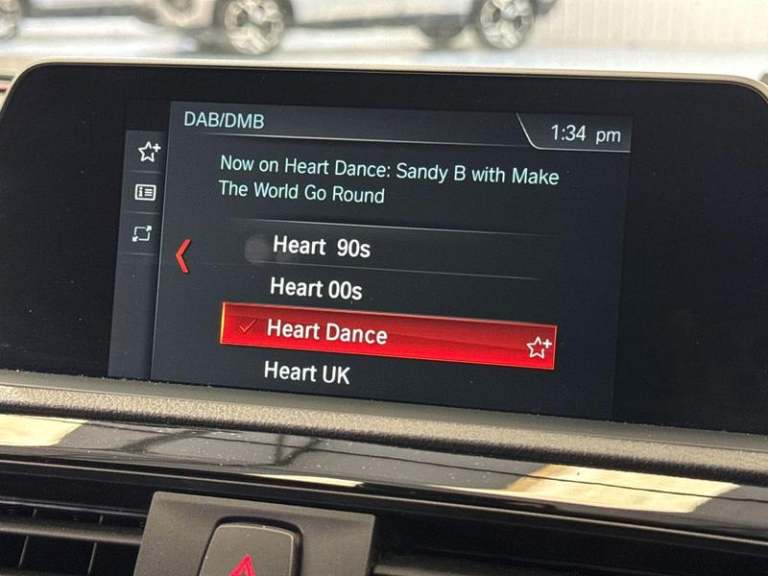 DAB/DMB
1:34 pm
Now on Heart Dance: Sandy B with Make
The World Go Round
Heart 90s
Heart 00s
Heart Dance
Heart UK